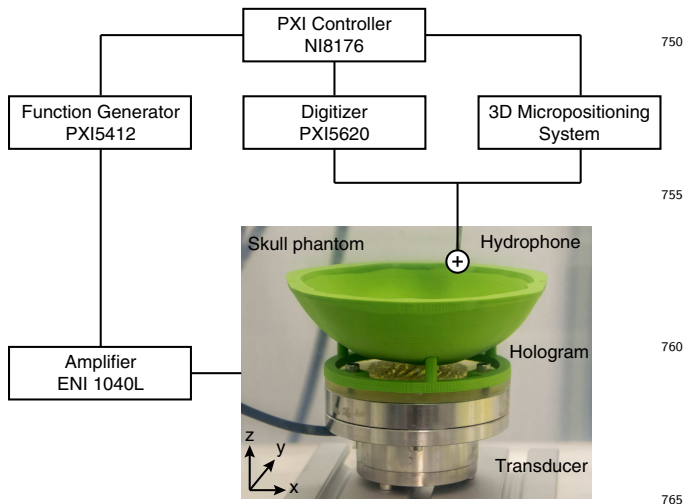 PXI Controller
NI8176
750
Function Generator
PXI5412
Digitizer
PXI5620
3D Micropositioning
System
755
Skull phantom
Hydrophone
+
760
Amplifier
ENI 1040L
Hologram
z
y
x
Transducer
765